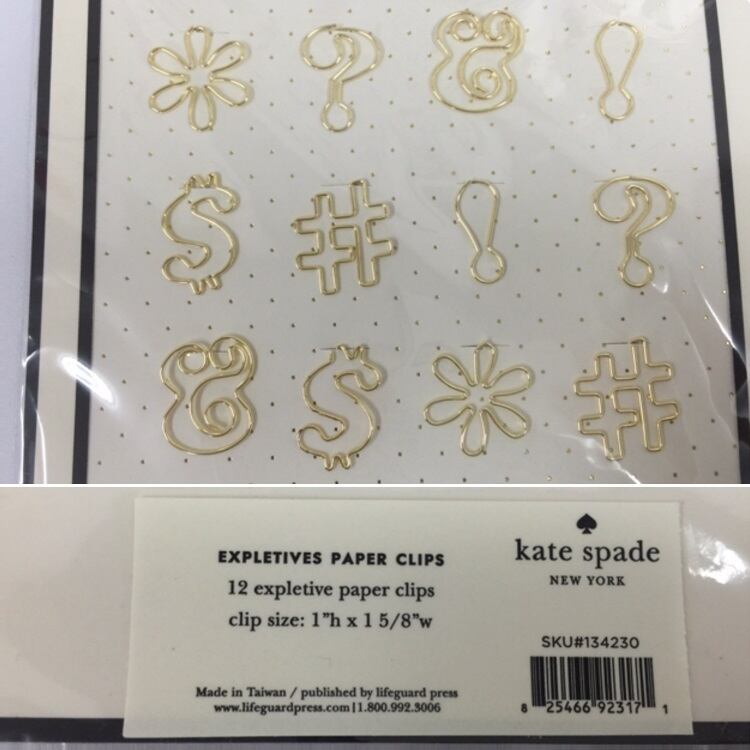 * ? & !
$ # ! ?
& $ * #
EXPLETIVES PAPER CLIPS
12 expletive paper clips
clip size: 1"h x 1 5/8"w
Made in Taiwan / published by lifeguard press
www.lifeguardpress.com | 1.800.992.3006
kate spade
NEW YORK
SKU#134230
8 25466 92317 1